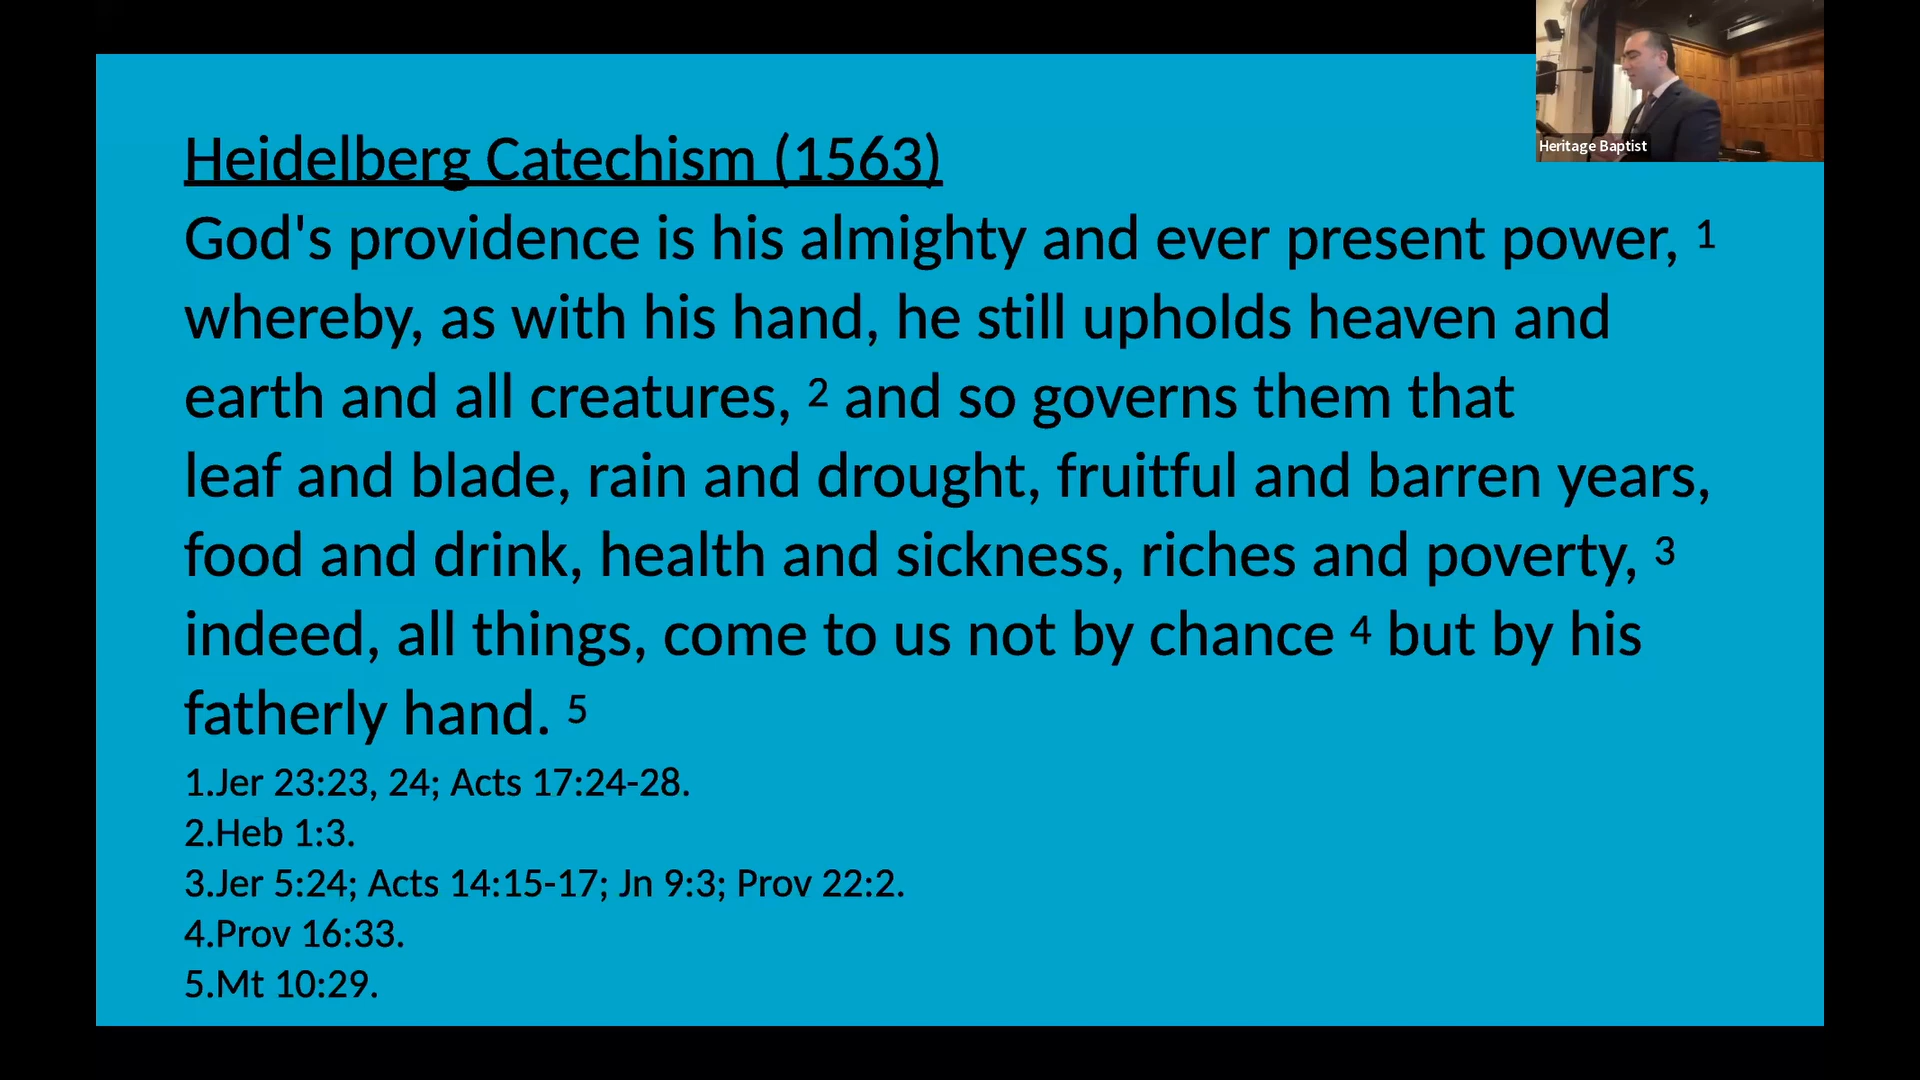 Heidelberg Catechism (1563)
God's providence is his almighty and ever present power, 1
whereby, as with his hand, he still upholds heaven and
earth and all creatures, 2 and so governs them that
leaf and blade, rain and drought, fruitful and barren years,
food and drink, health and sickness, riches and poverty, 3
indeed, all things, come to us not by chance 4 but by his
fatherly hand. 5
1.Jer 23:23, 24; Acts 17:24-28.
2.Heb 1:3.
3.Jer 5:24; Acts 14:15-17; Jn 9:3; Prov 22:2.
4.Prov 16:33.
5.Mt 10:29.
Heritage Baptist